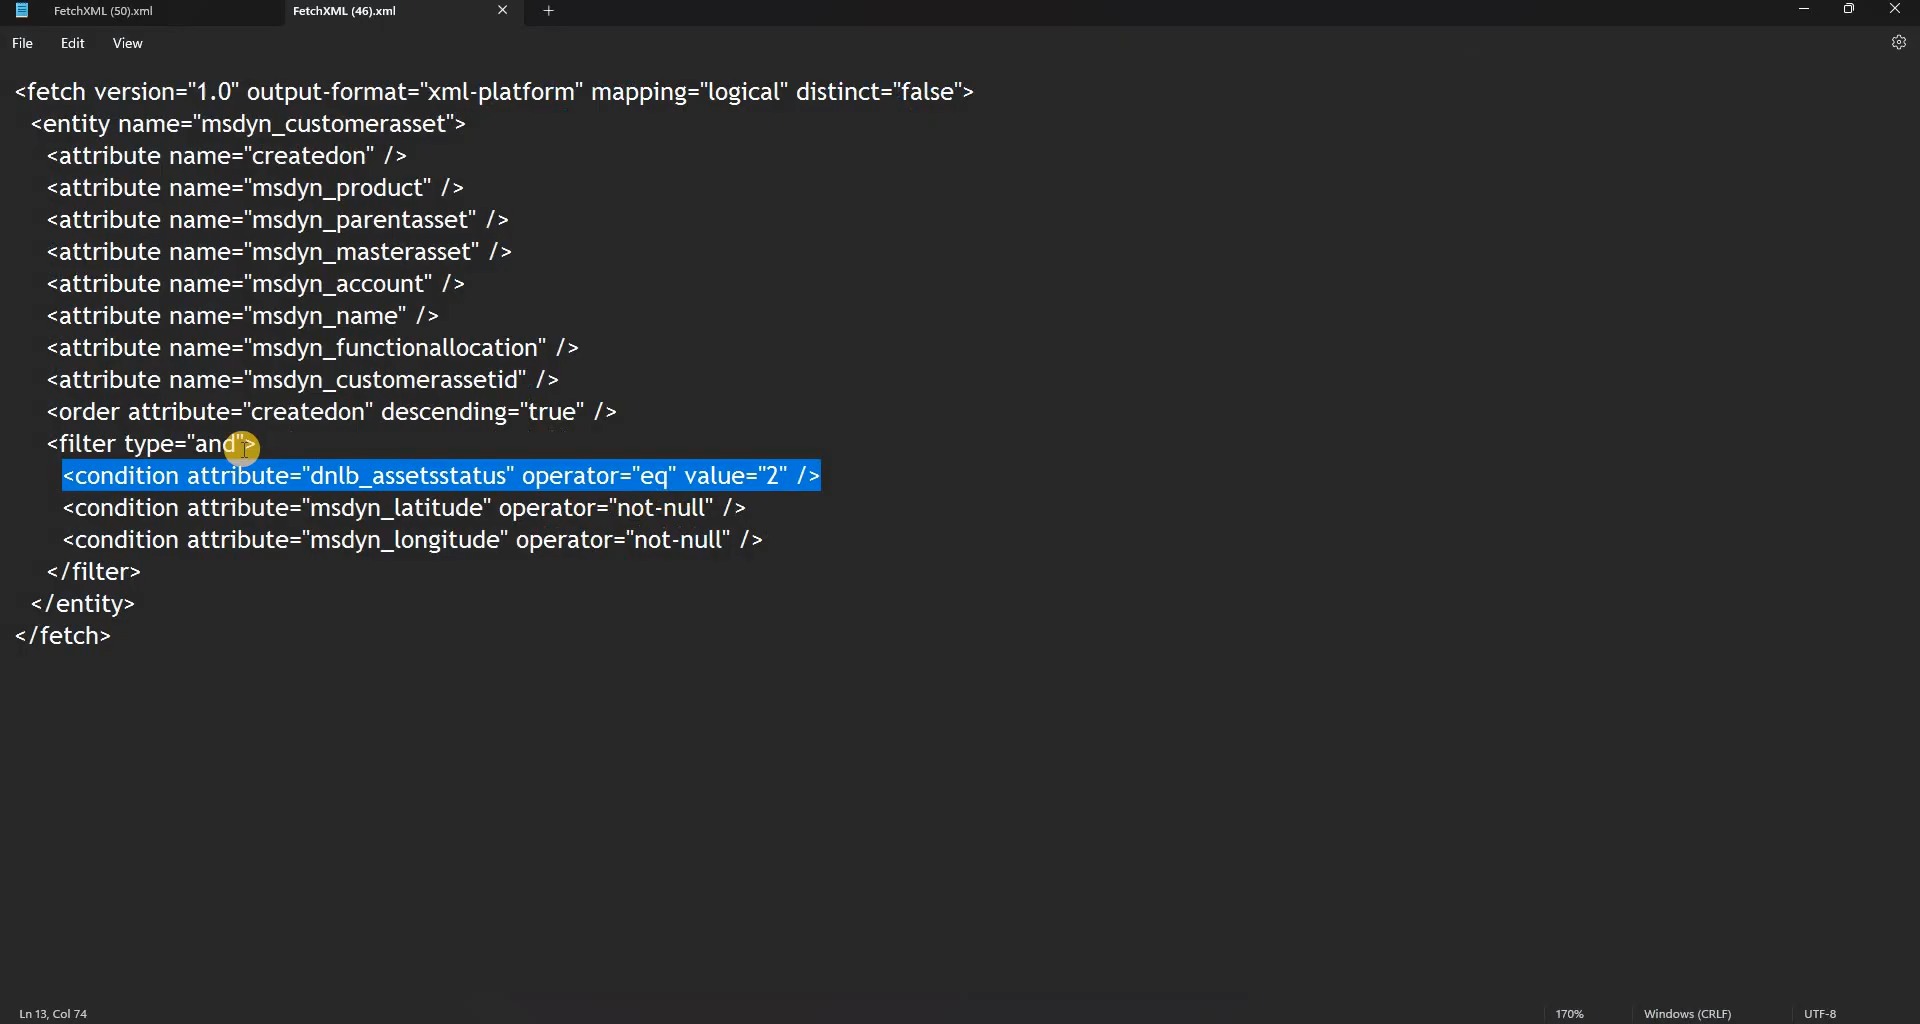 FetchXML (50).xml
FetchXML (46).xml
File Edit View
<fetch version="1.0" output-format="xml-platform" mapping="logical" distinct="false">
<entity name="msdyn_customerasset">
<attribute name="createdon" />
<attribute name="msdyn_product" />
<attribute name="msdyn_parentasset" />
<attribute name="msdyn_masterasset" />
<attribute name="msdyn_account" />
<attribute name="msdyn_name" />
<attribute name="msdyn_functionallocation" />
<attribute name="msdyn_customerassetid" />
<order attribute="createdon" descending="true" />
<filter type="and">
<condition attribute="dnlb_assetsstatus" operator="eq" value="2" />
<condition attribute="msdyn_latitude" operator="not-null" />
<condition attribute="msdyn_longitude" operator="not-null" />
</filter>
</entity>
</fetch>
Ln 13, Col 74
170%
Windows (CRLF)
UTF-8